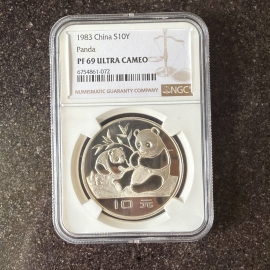 1983 China S10Y
Panda
PF 69 ULTRA CAMEO
6754861-072
NUMISMATIC GUARANTY COMPANY
NGC
10元